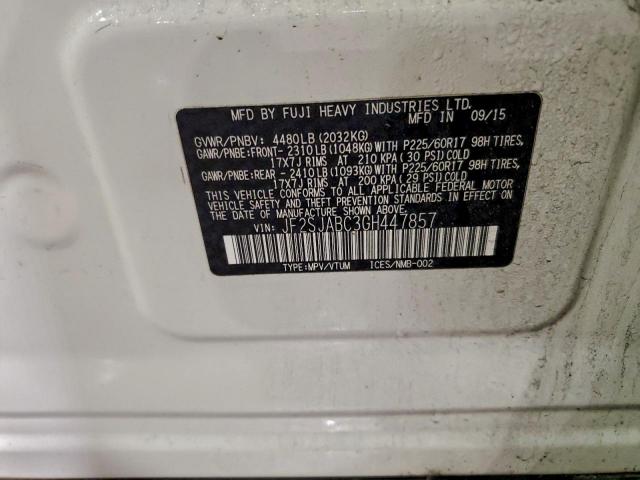 MFD BY FUJI HEAVY INDUSTRIES LTD.
MFD IN 09/15
GVWR/PNBV: 4480LB (2032KG)
GAWR/PNBE: FRONT- 2310LB (1048KG) WITH P225/60R17 98H TIRES,
17X7J RIMS AT 210 KPA (30 PSI) COLD
GAWR/PNBE: REAR - 2410LB (1093KG) WITH P225/60R17 98H TIRES,
17X7J RIMS AT 200 KPA (29 PSI) COLD
THIS VEHICLE CONFORMS TO ALL APPLICABLE FEDERAL MOTOR
VEHICLE SAFETY AND THEFT PREVENTION STANDARDS IN EFFECT ON
THE DATE OF MANUFACTURE SHOWN ABOVE.
VIN: JF2SJABC3GH447857
TYPE:MPV/VTUM ICES/NMB-002